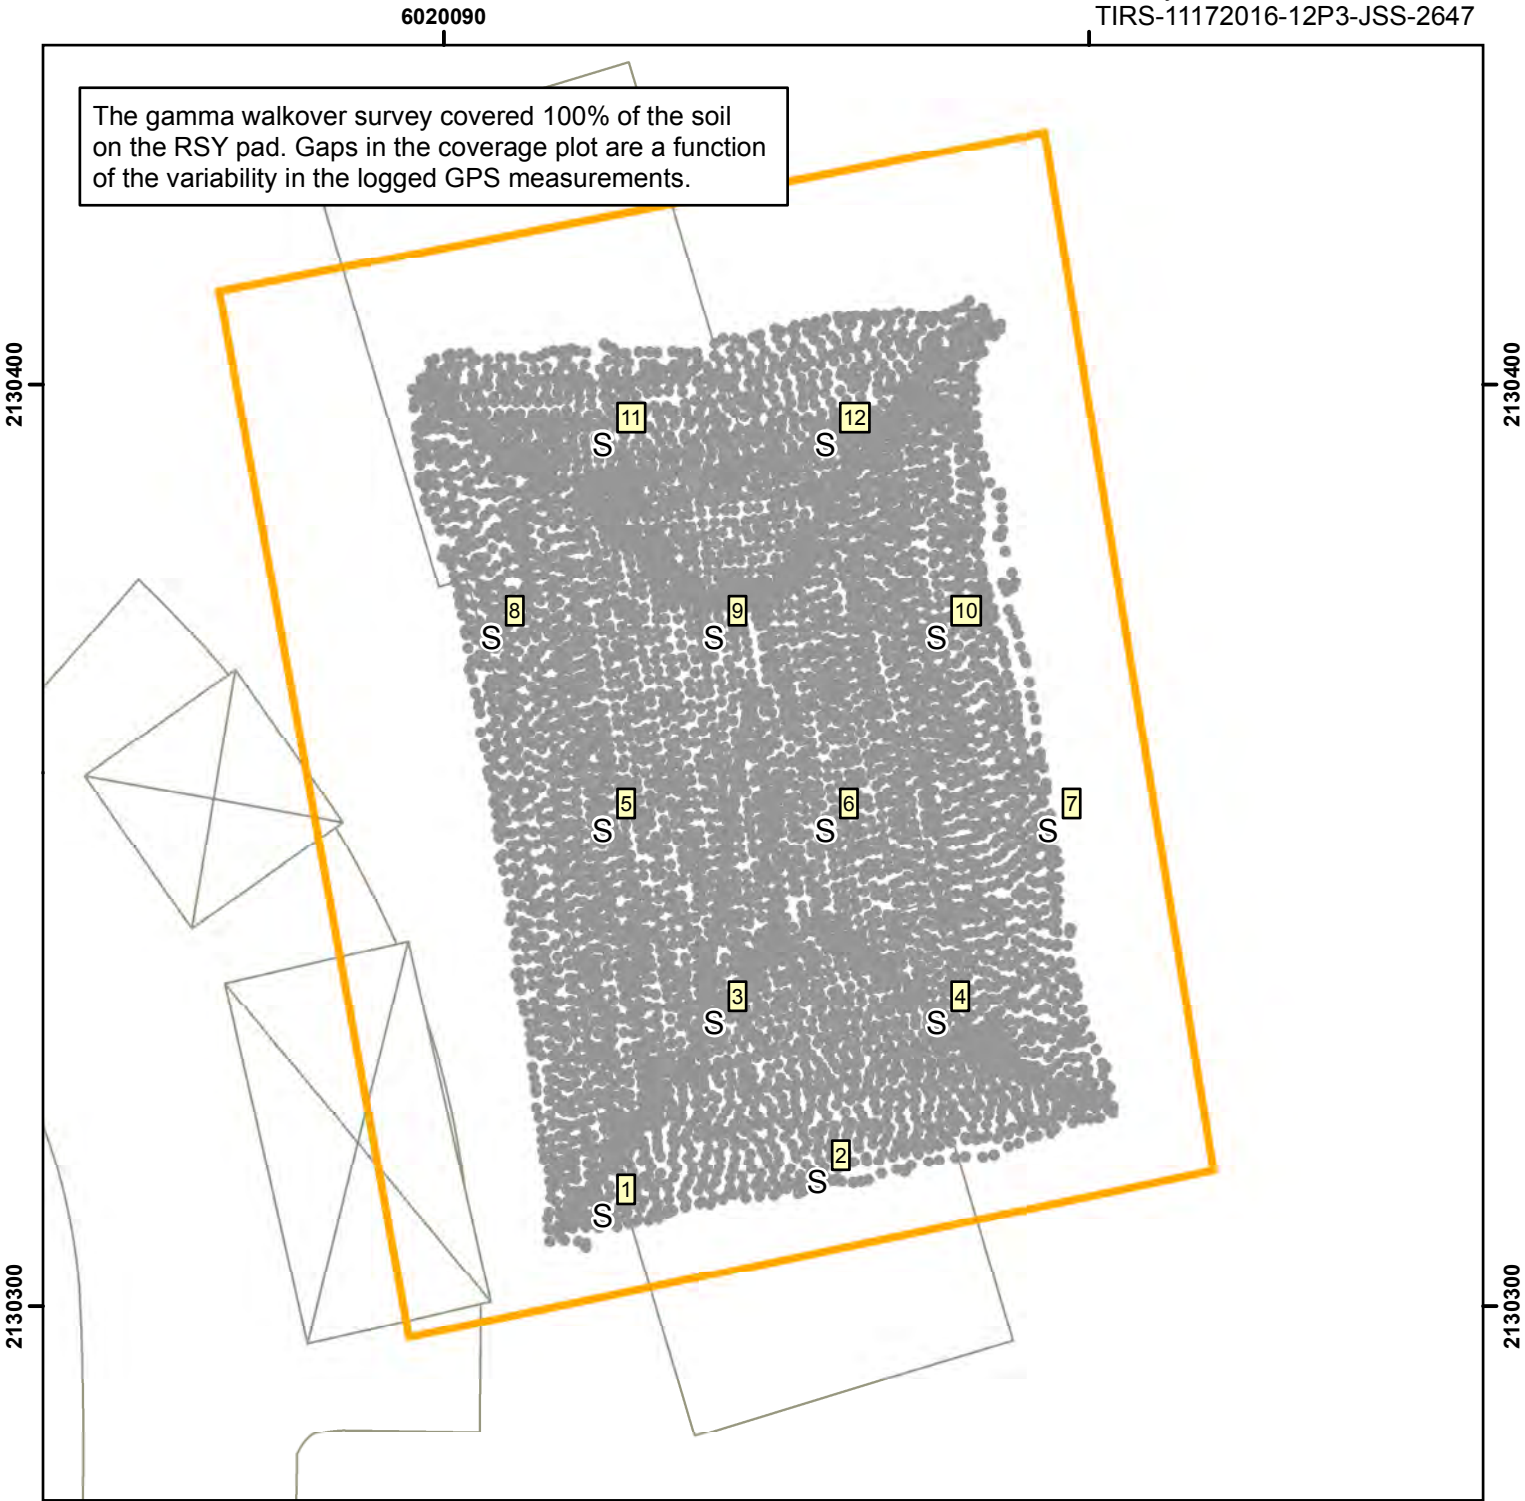 6020090
TIRS-11172016-12P3-JSS-2647
The gamma walkover survey covered 100% of the soil
on the RSY pad. Gaps in the coverage plot are a function
of the variability in the logged GPS measurements.
2130400
2130400
11
S
12
S
8
S
9
S
10
S
5
S
6
S
7
S
3
S
4
S
2
S
1
S
2130300
2130300